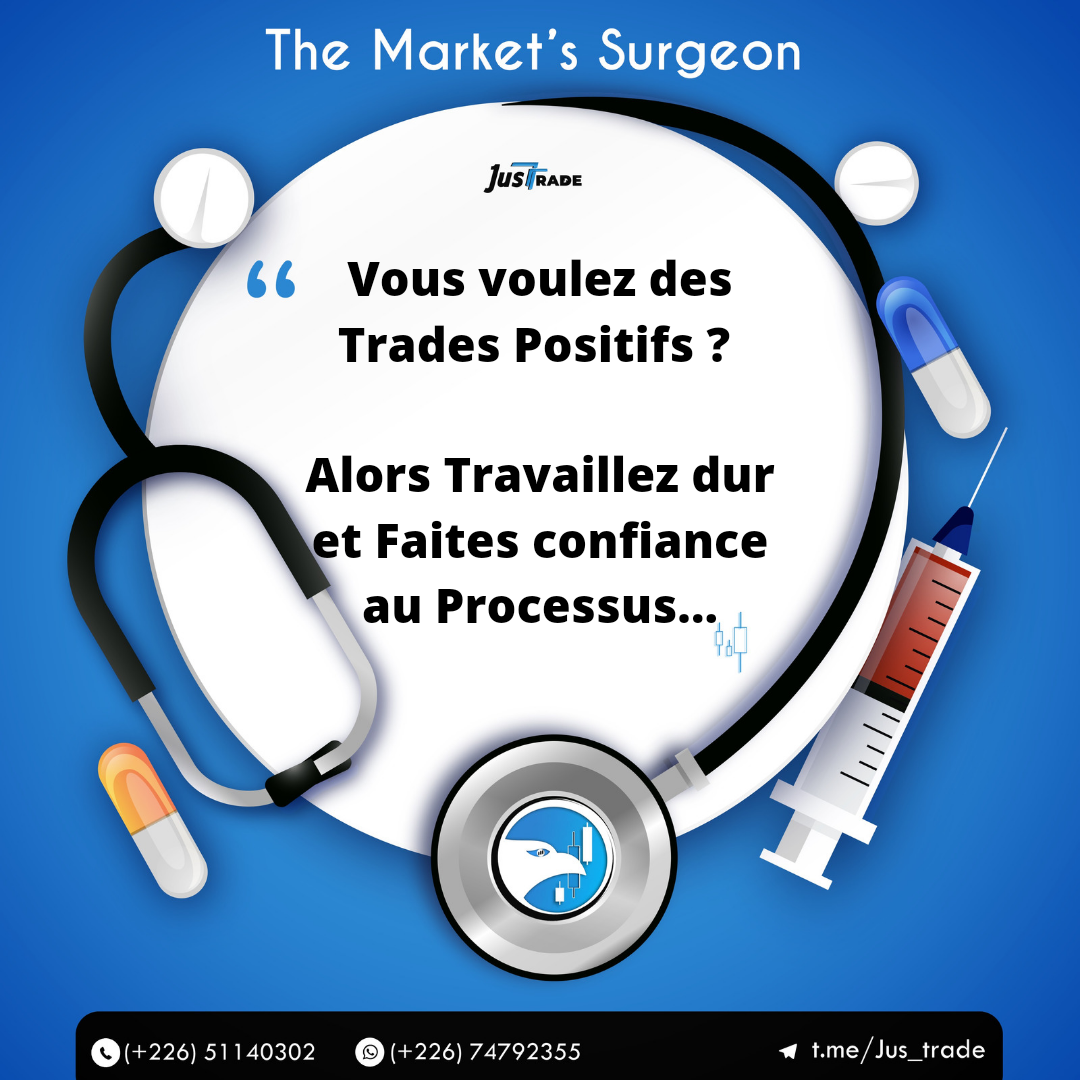 The Market's Surgeon
JusTrade
“ Vous voulez des
Trades Positifs ?
Alors Travaillez dur
et Faites confiance
au Processus...
(+226) 51140302 (+226) 74792355 t.me/Jus_trade